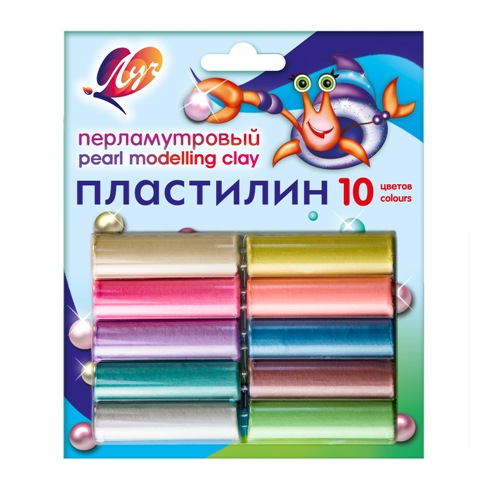 Луч
перламутровый
pearl modelling clay
пластилин 10 цветов
colours